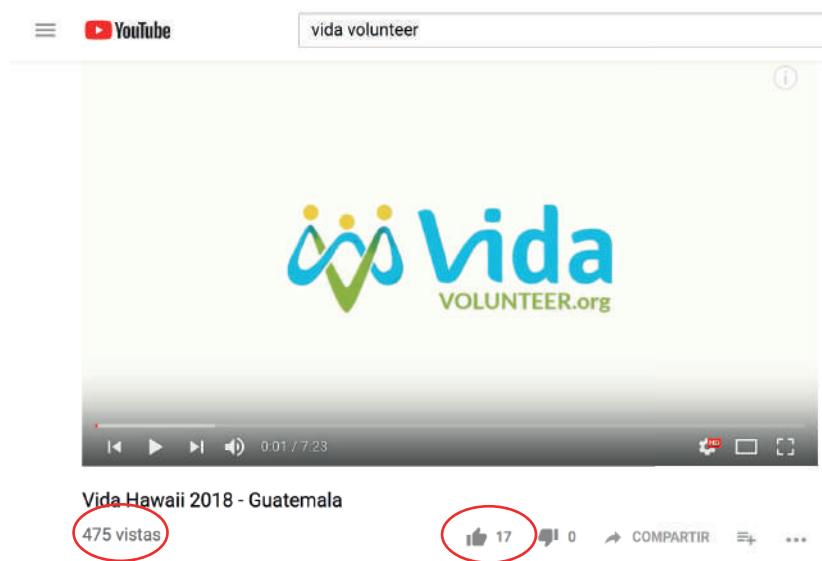 YouTube
vida volunteer
Vida
VOLUNTEER.org
0:01 / 7:23
HD
Vida Hawaii 2018 - Guatemala
475 vistas
17
0
COMPARTIR